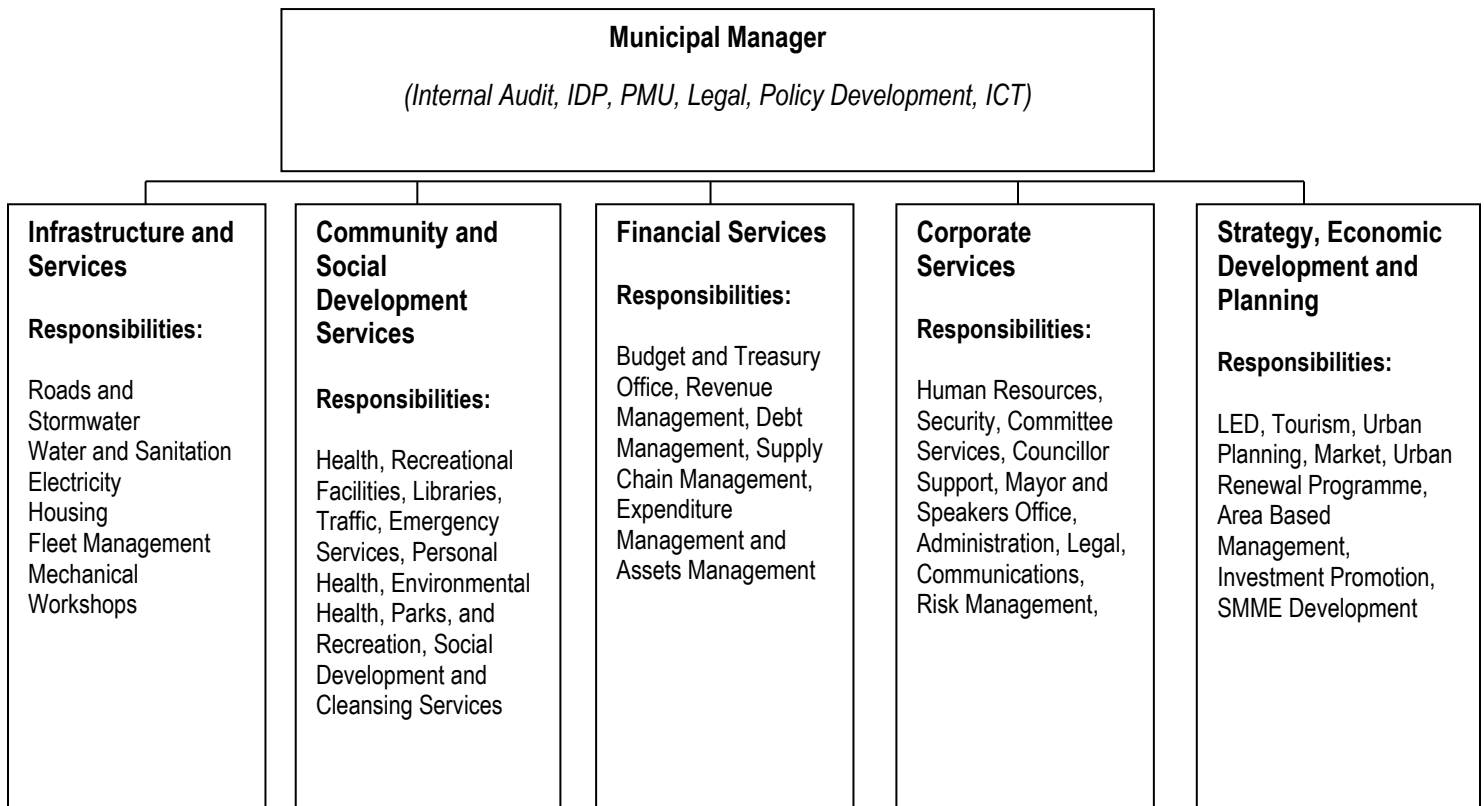 Municipal Manager
(Internal Audit, IDP, PMU, Legal, Policy Development, ICT)
Infrastructure and
Services
Responsibilities:
Roads and
Stormwater
Water and Sanitation
Electricity
Housing
Fleet Management
Mechanical
Workshops
Community and
Social
Development
Services
Responsibilities:
Health, Recreational
Facilities, Libraries,
Traffic, Emergency
Services, Personal
Health, Environmental
Health, Parks, and
Recreation, Social
Development and
Cleansing Services
Financial Services
Responsibilities:
Budget and Treasury
Office, Revenue
Management, Debt
Management, Supply
Chain Management,
Expenditure
Management and
Assets Management
Corporate
Services
Responsibilities:
Human Resources,
Security, Committee
Services, Councillor
Support, Mayor and
Speakers Office,
Administration, Legal,
Communications,
Risk Management,
Strategy, Economic
Development and
Planning
Responsibilities:
LED, Tourism, Urban
Planning, Market, Urban
Renewal Programme,
Area Based
Management,
Investment Promotion,
SMME Development